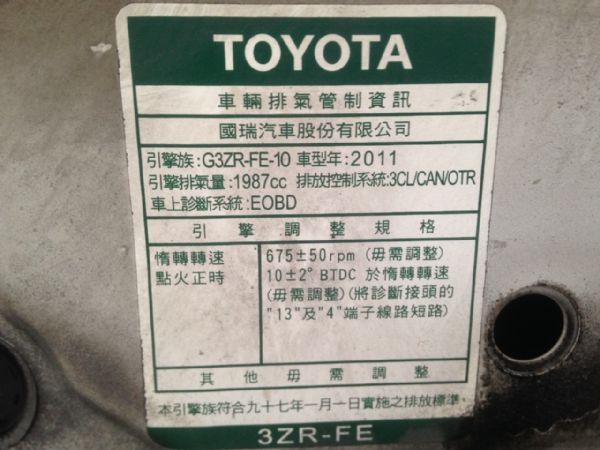 TOYOTA
車輛排氣管制資訊
國瑞汽車股份有限公司
引擎族:G3ZR-FE-10 車型年:2011
引擎排氣量:1987cc 排放控制系統:3CL/CAN/OTR
車上診斷系統:EOBD
引擎調整規格
惰轉轉速 675±50rpm (毋需調整)
點火正時 10±2° BTDC 於惰轉轉速
(毋需調整)(將診斷接頭的
"13"及"4"端子線路短路)
其他毋需調整
本引擎族符合九十七年一月一日實施之排放標準
3ZR-FE